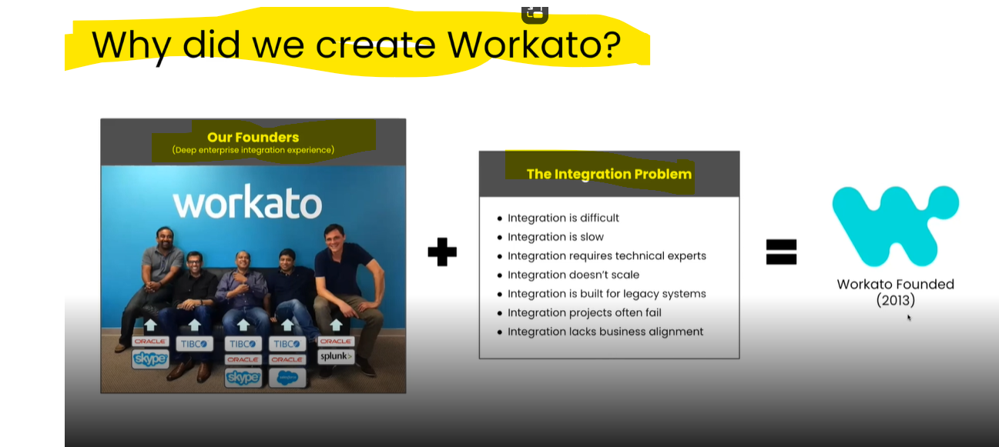 Why did we create Workato?
Our Founders
(Deep enterprise integration experience)
workato
ORACLE
skype
TIBCO
TIBCO
ORACLE
skype
TIBCO
ORACLE
salesforce
ORACLE
splunk>
The Integration Problem
• Integration is difficult
• Integration is slow
• Integration requires technical experts
• Integration doesn't scale
• Integration is built for legacy systems
• Integration projects often fail
• Integration lacks business alignment
Workato Founded
(2013)